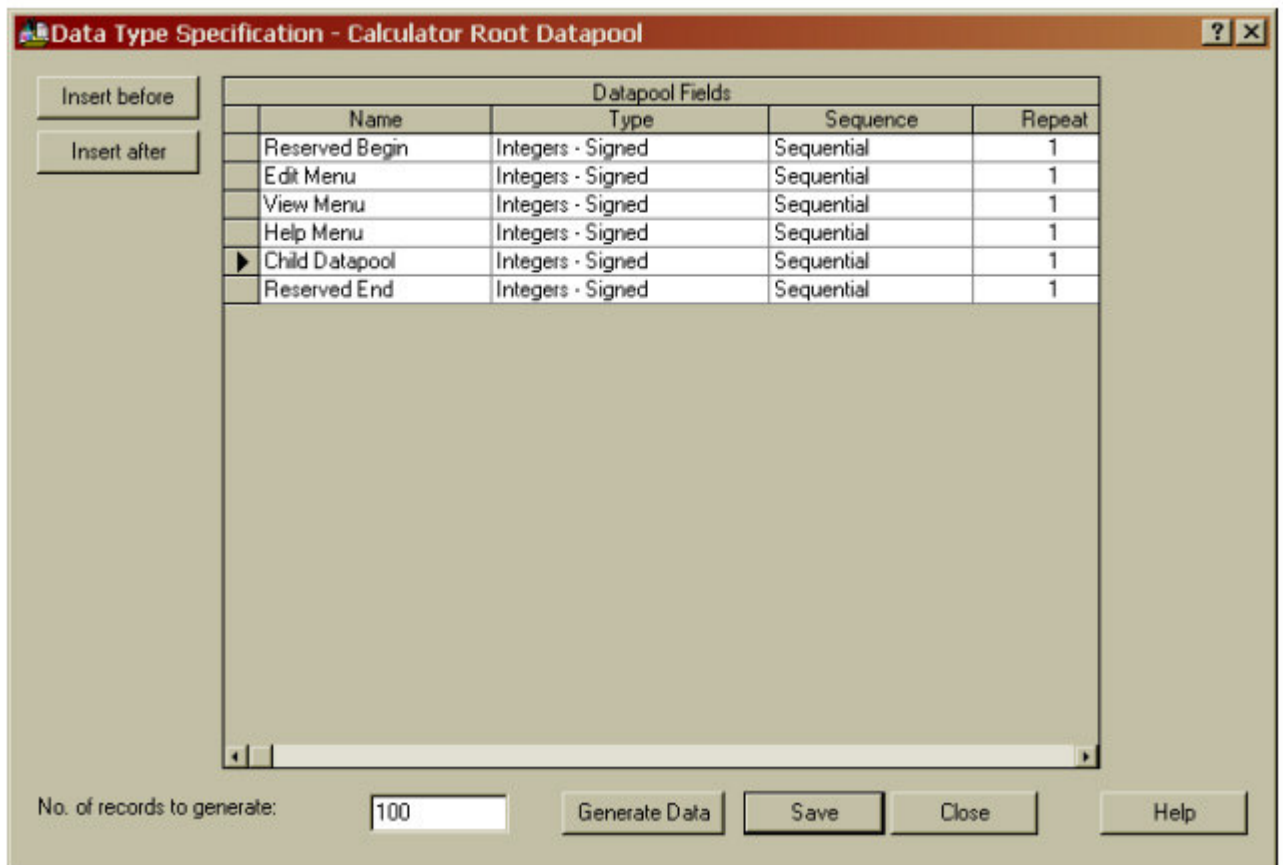 Data Type Specification - Calculator Root Datapool
Insert before
Insert after
Datapool Fields
Name Type Sequence Repeat
Reserved Begin Integers - Signed Sequential 1
Edit Menu Integers - Signed Sequential 1
View Menu Integers - Signed Sequential 1
Help Menu Integers - Signed Sequential 1
Child Datapool Integers - Signed Sequential 1
Reserved End Integers - Signed Sequential 1
No. of records to generate: 100 Generate Data Save Close Help